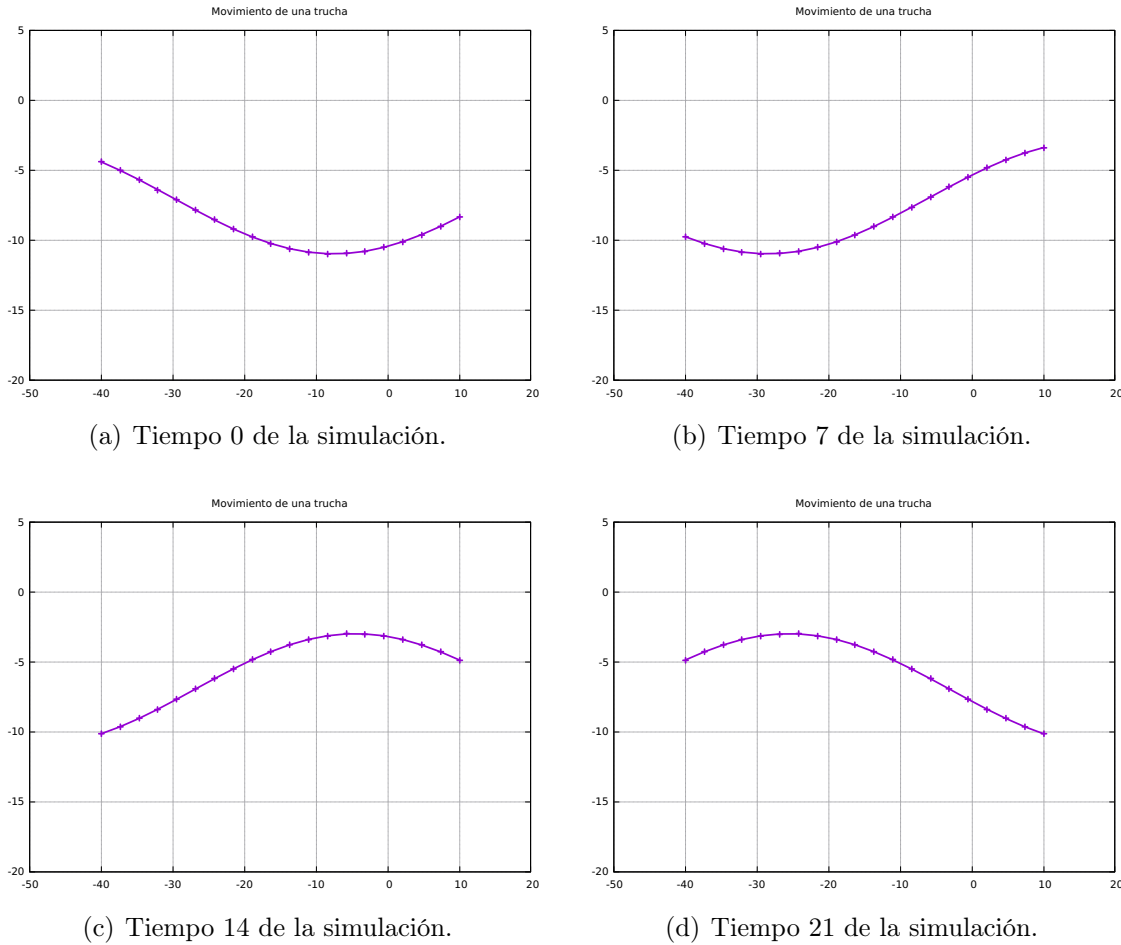 Movimiento de una trucha
5
0
-5
-10
-15
-20
-50 -40 -30 -20 -10 0 10 20
(a) Tiempo 0 de la simulación.
Movimiento de una trucha
5
0
-5
-10
-15
-20
-50 -40 -30 -20 -10 0 10 20
(b) Tiempo 7 de la simulación.
Movimiento de una trucha
5
0
-5
-10
-15
-20
-50 -40 -30 -20 -10 0 10 20
(c) Tiempo 14 de la simulación.
Movimiento de una trucha
5
0
-5
-10
-15
-20
-50 -40 -30 -20 -10 0 10 20
(d) Tiempo 21 de la simulación.